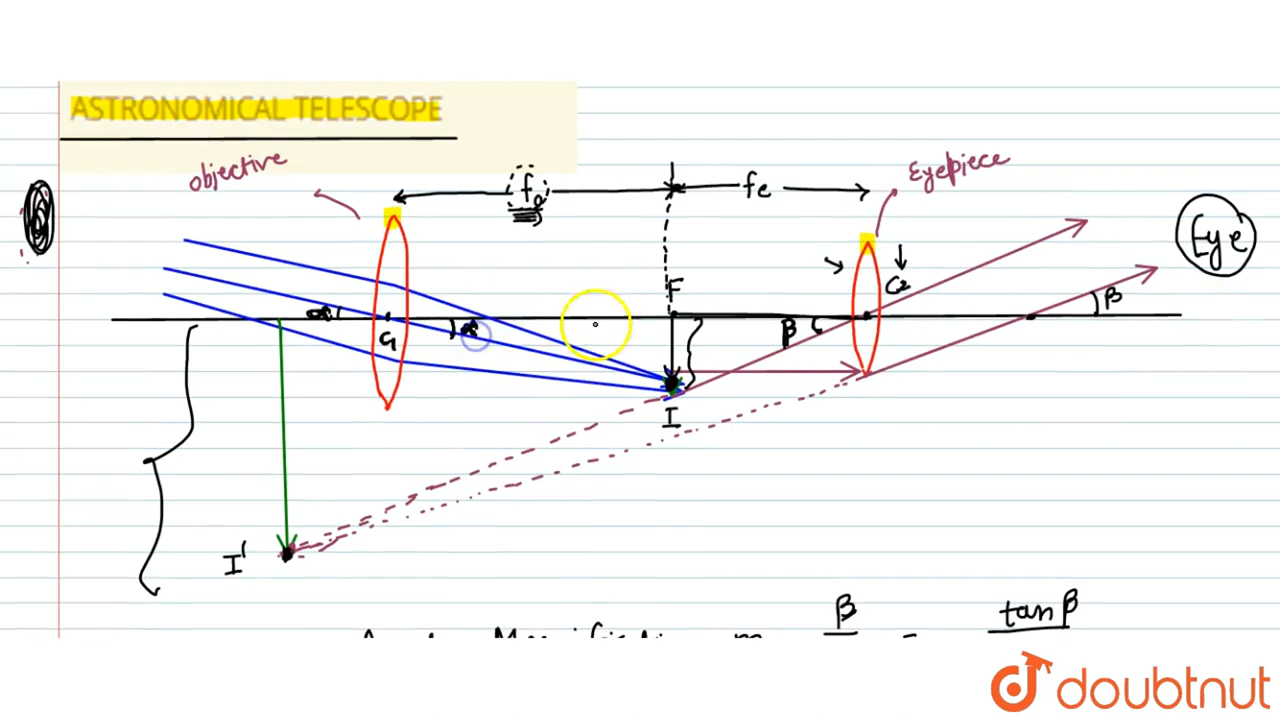 ASTRONOMICAL TELESCOPE
objective
fo
fe
Eyepiece
Eye
F
C2
α
α
β
β
C1
I
I'
β
tan β
m
=
doubtnut